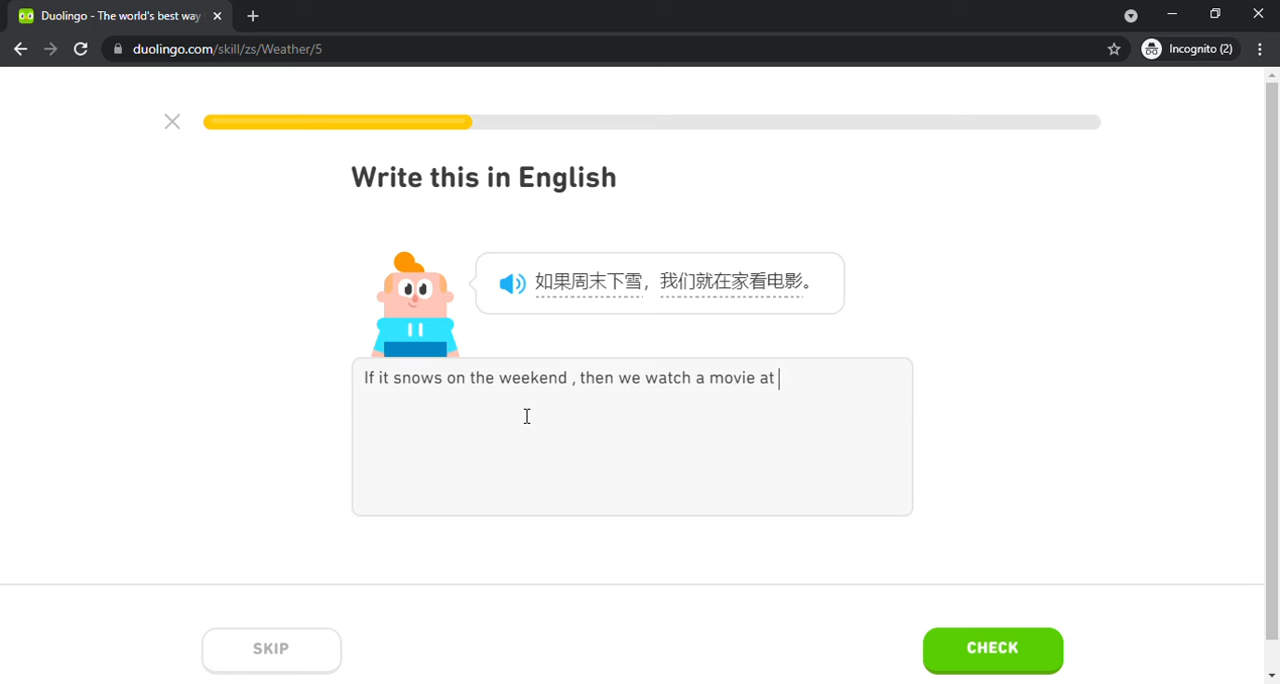 Duolingo - The world's best way
duolingo.com/skill/zs/Weather/5
Incognito (2)
Write this in English
如果周末下雪，我们就在家看电影。
If it snows on the weekend , then we watch a movie at
SKIP
CHECK